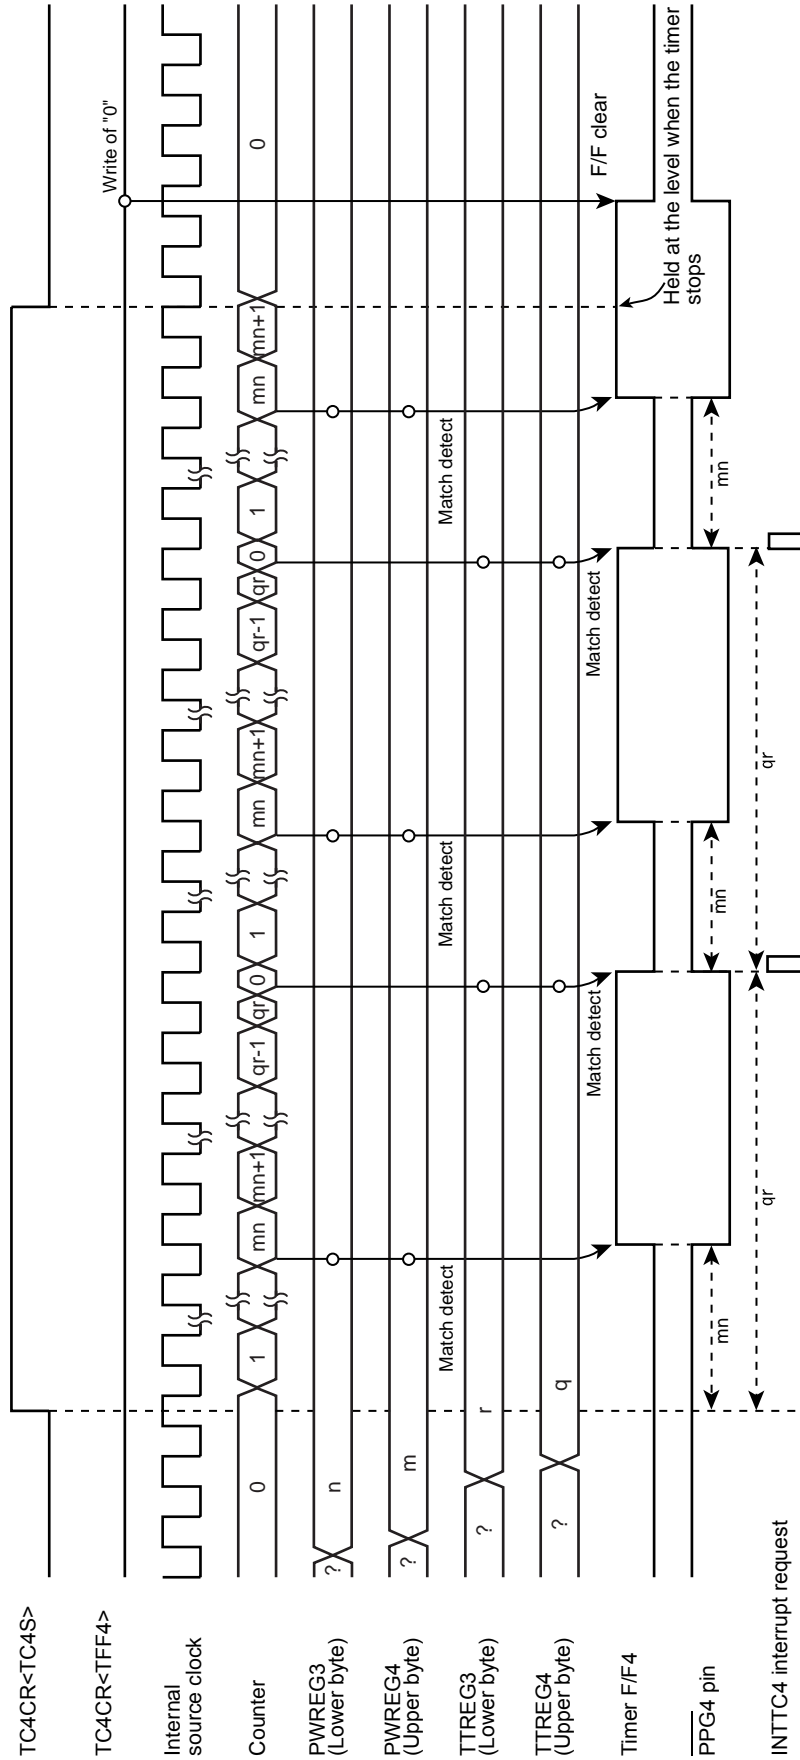 TC4CR<TC4S>
TC4CR<TFF4>
Write of "0"
Internal
source clock
Counter
0
1
mn
mn+1
qr-1
qr
0
1
mn
mn+1
qr-1
qr
0
1
mn
mn+1
0
PWREG3
(Lower byte)
?
n
PWREG4
(Upper byte)
?
m
Match detect
Match detect
Match detect
TTREG3
(Lower byte)
?
r
TTREG4
(Upper byte)
?
q
Match detect
Match detect
F/F clear
Timer F/F4
Held at the level when the timer
stops
PPG4 pin
mn
mn
mn
qr
qr
INTTC4 interrupt request